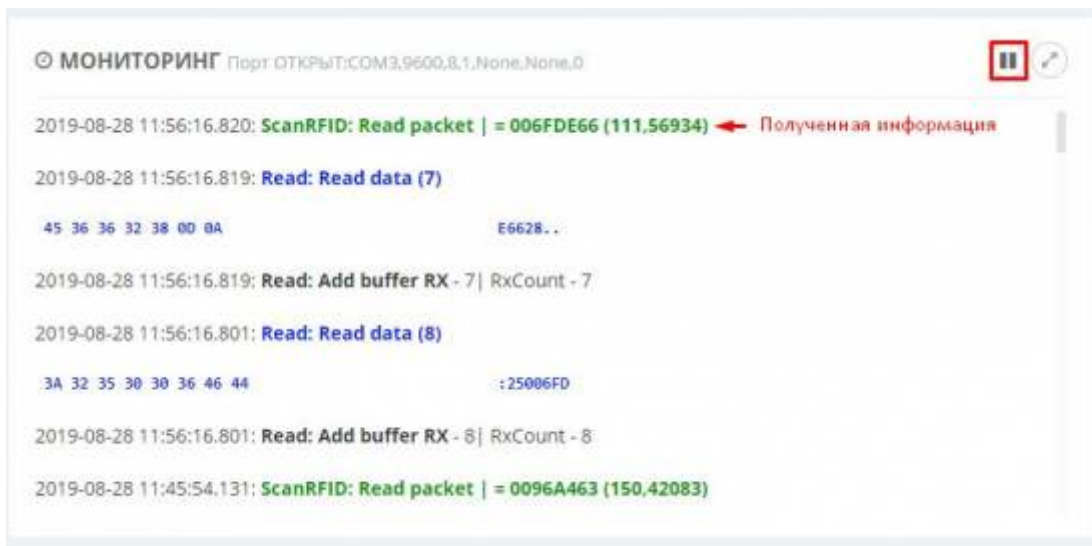 МОНИТОРИНГ Порт ОТКРЫТ:COM3,9600,8,1,None,None,0
2019-08-28 11:56:16.820: ScanRFID: Read packet | = 006FDE66 (111,56934) Полученная информация
2019-08-28 11:56:16.819: Read: Read data (7)
45 36 36 32 38 0D 0A E6628..
2019-08-28 11:56:16.819: Read: Add buffer RX - 7| RxCount - 7
2019-08-28 11:56:16.801: Read: Read data (8)
3A 32 35 30 30 36 46 44 :25006FD
2019-08-28 11:56:16.801: Read: Add buffer RX - 8| RxCount - 8
2019-08-28 11:45:54.131: ScanRFID: Read packet | = 0096A463 (150,42083)